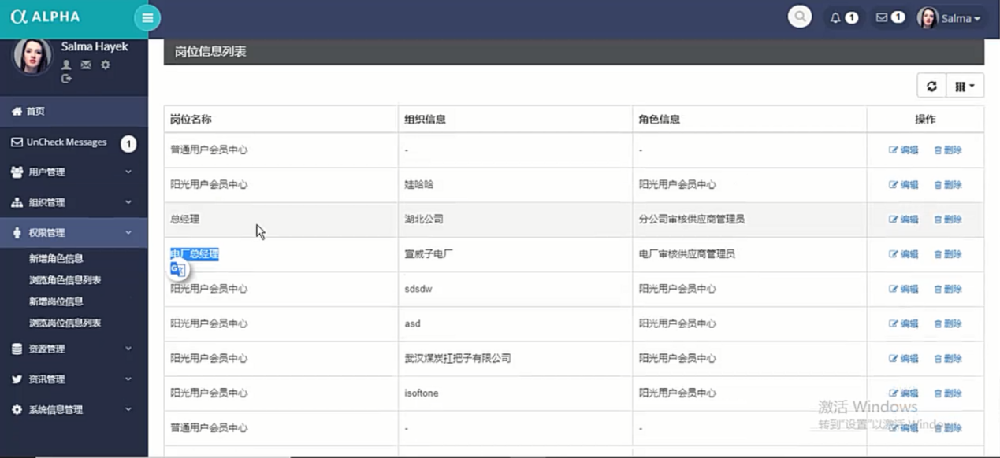 α ALPHA
1
1
Salma
Salma Hayek
岗位信息列表
首页
UnCheck Messages 1
用户管理
组织管理
权限管理
新增角色信息
浏览角色信息列表
新增岗位信息
浏览岗位信息列表
资源管理
资讯管理
系统信息管理
岗位名称 组织信息 角色信息 操作
普通用户会员中心 - - 编辑 删除
阳光用户会员中心 娃哈哈 阳光用户会员中心 编辑 删除
总经理 湖北公司 分公司审核供应商管理员 编辑 删除
电厂总经理 宣威子电厂 电厂审核供应商管理员 编辑 删除
阳光用户会员中心 sdsdw 阳光用户会员中心 编辑 删除
阳光用户会员中心 asd 阳光用户会员中心 编辑 删除
阳光用户会员中心 武汉煤炭扛把子有限公司 阳光用户会员中心 编辑 删除
阳光用户会员中心 isoftone 阳光用户会员中心 编辑 删除
普通用户会员中心 - - 编辑 删除
激活 Windows
转到"设置"以激活 Windows